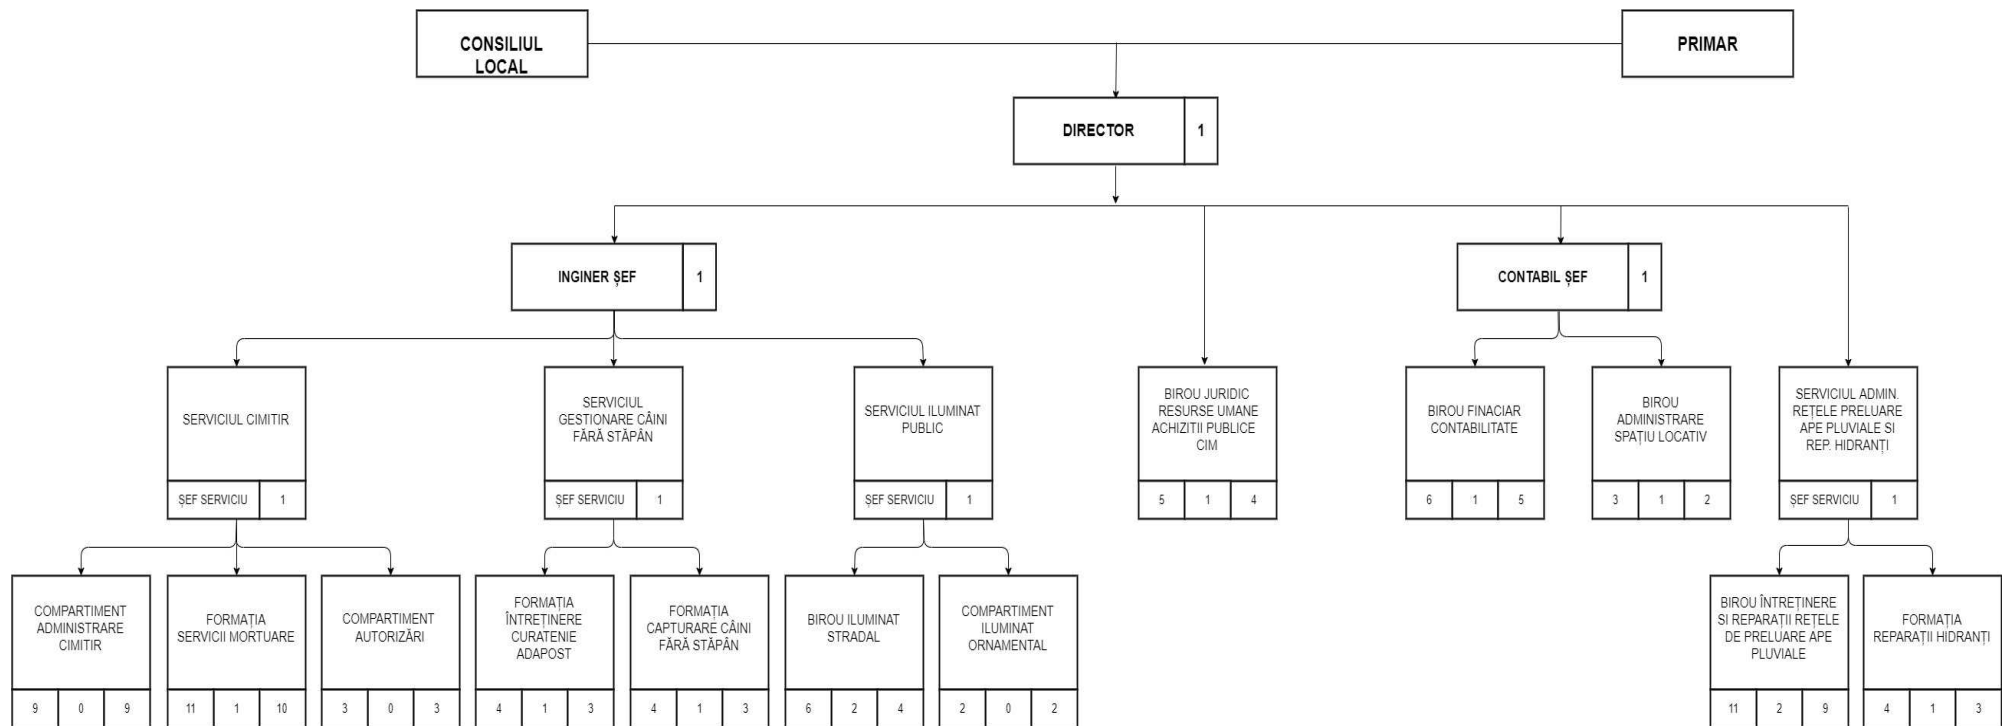 CONSILIUL
LOCAL
PRIMAR
DIRECTOR 1
INGINER ȘEF 1
CONTABIL ȘEF 1
SERVICIUL CIMITIR
ȘEF SERVICIU 1
SERVICIUL
GESTIONARE CÂINI
FĂRĂ STĂPÂN
ȘEF SERVICIU 1
SERVICIUL ILUMINAT
PUBLIC
ȘEF SERVICIU 1
BIROU JURIDIC
RESURSE UMANE
ACHIZITII PUBLICE
CIM
5 1 4
BIROU FINACIAR
CONTABILITATE
6 1 5
BIROU
ADMINISTRARE
SPAȚIU LOCATIV
3 1 2
SERVICIUL ADMIN.
REȚELE PRELUARE
APE PLUVIALE SI
REP. HIDRANȚI
ȘEF SERVICIU 1
COMPARTIMENT
ADMINISTRARE
CIMITIR
9 0 9
FORMAȚIA
SERVICII MORTUARE
11 1 10
COMPARTIMENT
AUTORIZĂRI
3 0 3
FORMAȚIA
ÎNTREȚINERE
CURATENIE
ADAPOST
4 1 3
FORMAȚIA
CAPTURARE CÂINI
FĂRĂ STĂPÂN
4 1 3
BIROU ILUMINAT
STRADAL
6 2 4
COMPARTIMENT
ILUMINAT
ORNAMENTAL
2 0 2
BIROU ÎNTREȚINERE
SI REPARAȚII REȚELE
DE PRELUARE APE
PLUVIALE
11 2 9
FORMAȚIA
REPARAȚII HIDRANȚI
4 1 3